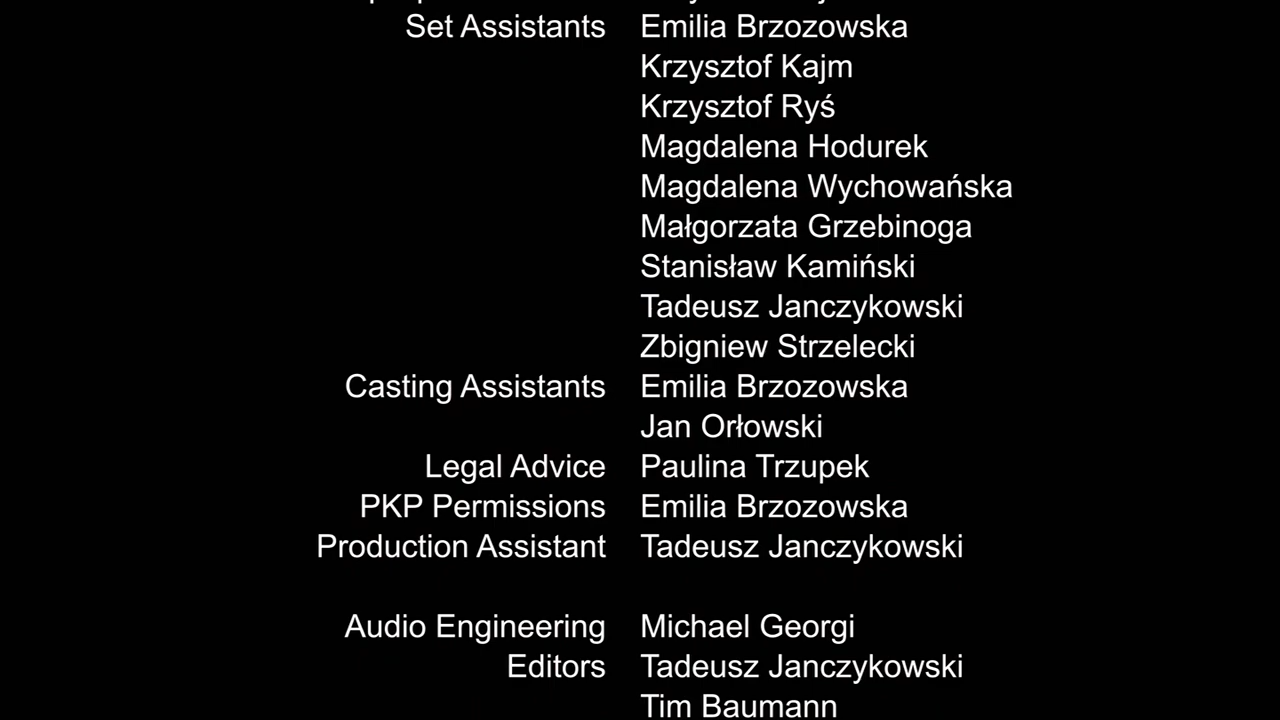 Set Assistants Emilia Brzozowska
Krzysztof Kajm
Krzysztof Ryś
Magdalena Hodurek
Magdalena Wychowańska
Małgorzata Grzebinoga
Stanisław Kamiński
Tadeusz Janczykowski
Zbigniew Strzelecki
Casting Assistants Emilia Brzozowska
Jan Orłowski
Legal Advice Paulina Trzupek
PKP Permissions Emilia Brzozowska
Production Assistant Tadeusz Janczykowski
Audio Engineering Michael Georgi
Editors Tadeusz Janczykowski
Tim Baumann